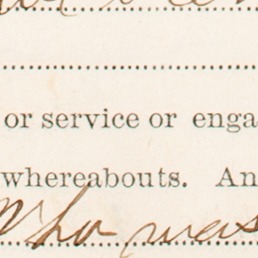 or service or enga
whereabouts. An
Who was